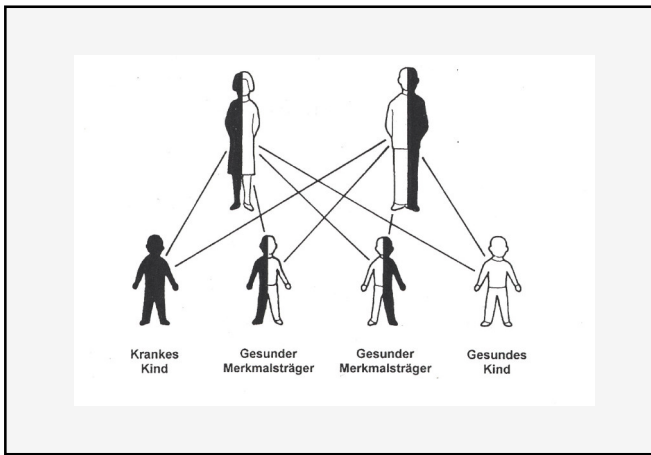 Krankes
Kind
Gesunder
Merkmalsträger
Gesunder
Merkmalsträger
Gesundes
Kind